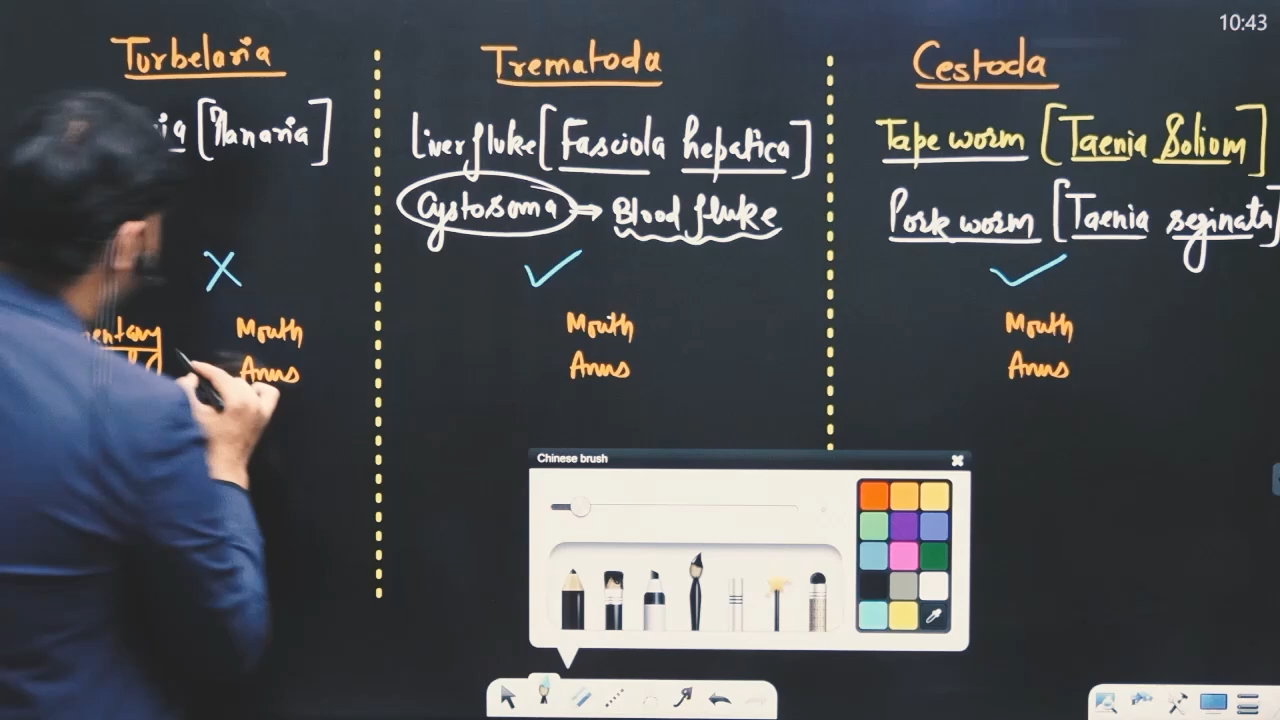 10:43
Turbelaria
[Planaria]
X
Mouth
Anus
Trematoda
Liver fluke [Fasciola hepatica]
Cystosoma → Blood fluke
✓
Mouth
Anus
Cestoda
Tape worm [Taenia Solium]
Pork worm [Taenia seginata]
✓
Mouth
Anus
Chinese brush